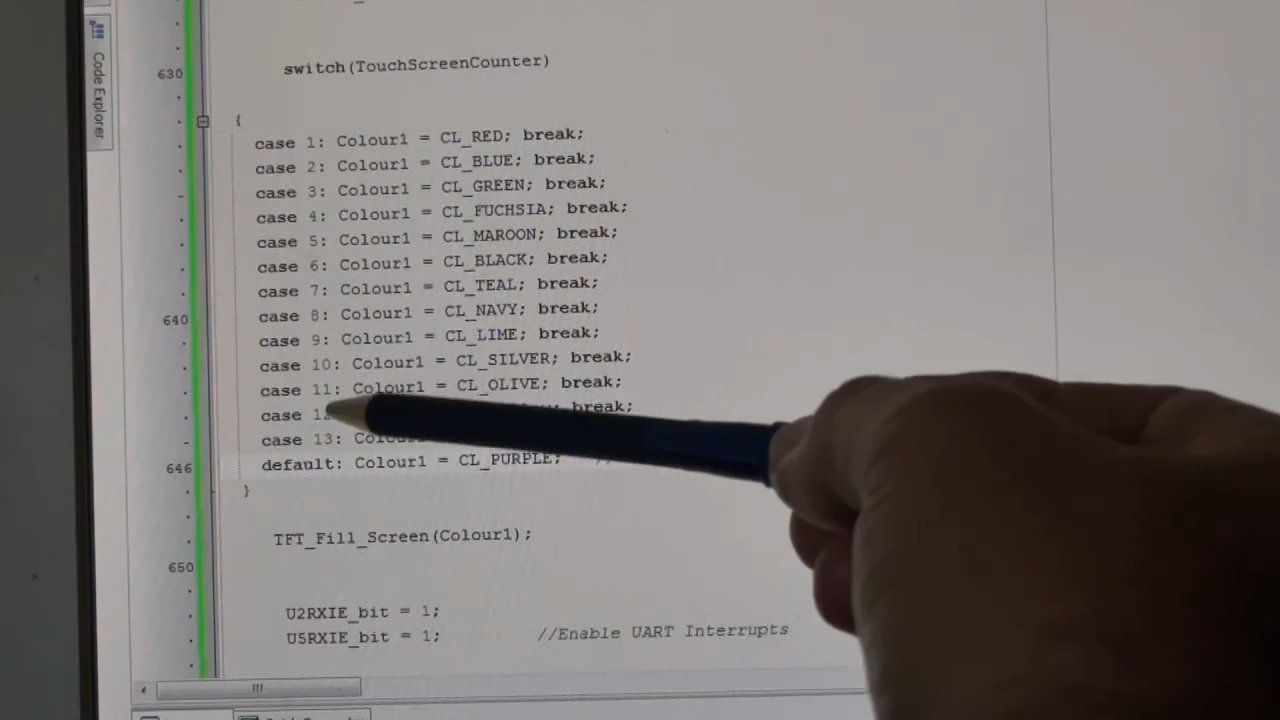 Code Explorer
630
switch(TouchScreenCounter)
{
case 1: Colour1 = CL_RED; break;
case 2: Colour1 = CL_BLUE; break;
case 3: Colour1 = CL_GREEN; break;
case 4: Colour1 = CL_FUCHSIA; break;
case 5: Colour1 = CL_MAROON; break;
case 6: Colour1 = CL_BLACK; break;
case 7: Colour1 = CL_TEAL; break;
640 case 8: Colour1 = CL_NAVY; break;
case 9: Colour1 = CL_LIME; break;
case 10: Colour1 = CL_SILVER; break;
case 11: Colour1 = CL_OLIVE; break;
case 12 break;
case 13:
646 default: Colour1 = CL_PURPLE; //
}
TFT_Fill_Screen(Colour1);
650
U2RXIE_bit = 1;
U5RXIE_bit = 1; //Enable UART Interrupts